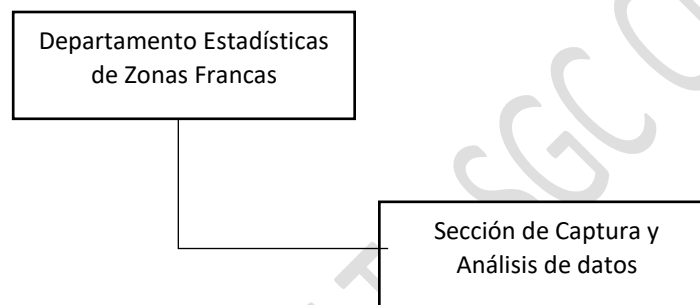 Departamento Estadísticas
de Zonas Francas
Sección de Captura y
Análisis de datos